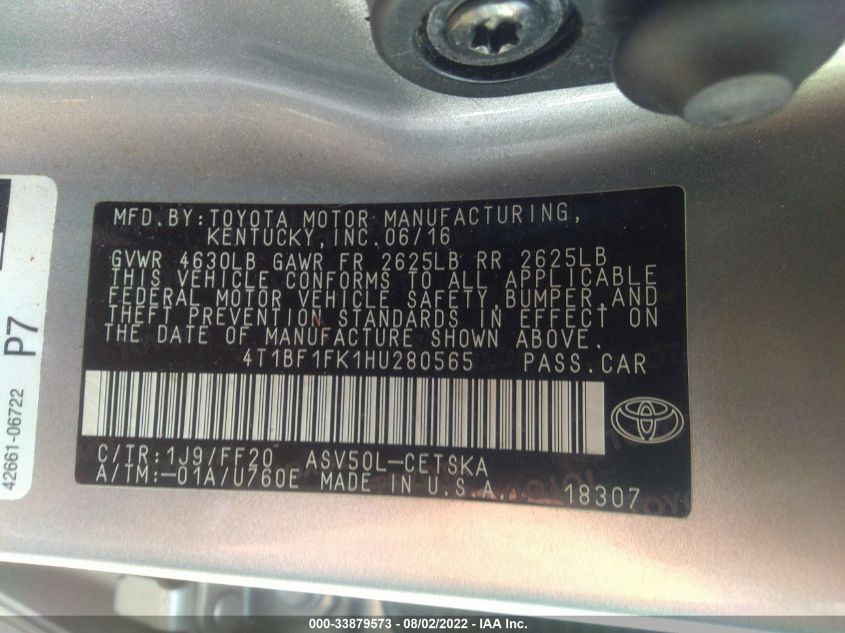 MFD.BY:TOYOTA MOTOR MANUFACTURING,
KENTUCKY,INC.06/16
GVWR 4630LB GAWR FR 2625LB RR 2625LB
THIS VEHICLE CONFORMS TO ALL APPLICABLE
FEDERAL MOTOR VEHICLE SAFETY,BUMPER,AND
THEFT PREVENTION STANDARDS IN EFFECT ON
THE DATE OF MANUFACTURE SHOWN ABOVE.
4T1BF1FK1HU280565 PASS.CAR
C/TR:1J9/FF20 ASV50L-CETSKA
A/TM:-01A/U760E MADE IN U.S.A.
18307
P7
42661-06722
000-33879573 - 08/02/2022 - IAA Inc.